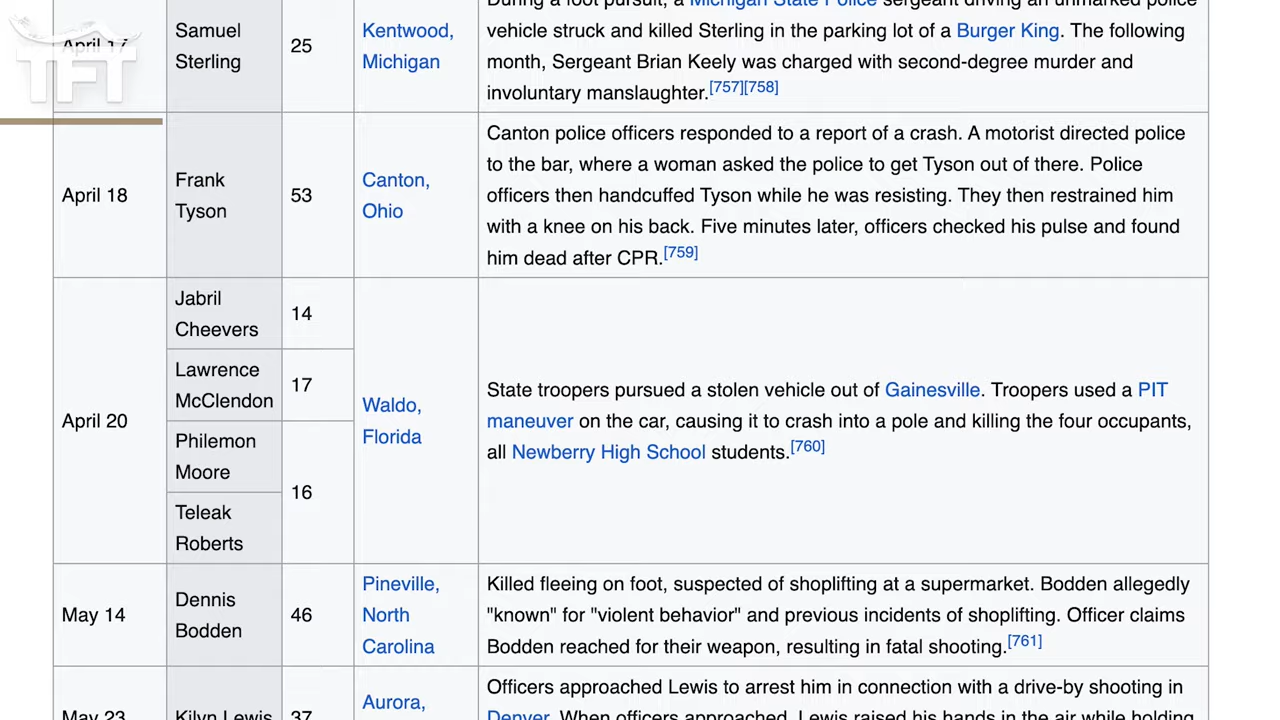 TFT
During a foot pursuit, a Michigan State Police sergeant driving an unmarked police
April 17
Samuel
Sterling
25
Kentwood,
Michigan
vehicle struck and killed Sterling in the parking lot of a Burger King. The following
month, Sergeant Brian Keely was charged with second-degree murder and
involuntary manslaughter.[757][758]
April 18
Frank
Tyson
53
Canton,
Ohio
Canton police officers responded to a report of a crash. A motorist directed police
to the bar, where a woman asked the police to get Tyson out of there. Police
officers then handcuffed Tyson while he was resisting. They then restrained him
with a knee on his back. Five minutes later, officers checked his pulse and found
him dead after CPR.[759]
April 20
Jabril
Cheevers
14
Lawrence
McClendon
17
Philemon
Moore
16
Teleak
Roberts
Waldo,
Florida
State troopers pursued a stolen vehicle out of Gainesville. Troopers used a PIT
maneuver on the car, causing it to crash into a pole and killing the four occupants,
all Newberry High School students.[760]
May 14
Dennis
Bodden
46
Pineville,
North
Carolina
Killed fleeing on foot, suspected of shoplifting at a supermarket. Bodden allegedly
"known" for "violent behavior" and previous incidents of shoplifting. Officer claims
Bodden reached for their weapon, resulting in fatal shooting.[761]
May 23
Kilyn Lewis
37
Aurora,
Officers approached Lewis to arrest him in connection with a drive-by shooting in
Denver. When officers approached, Lewis raised his hands in the air while holding